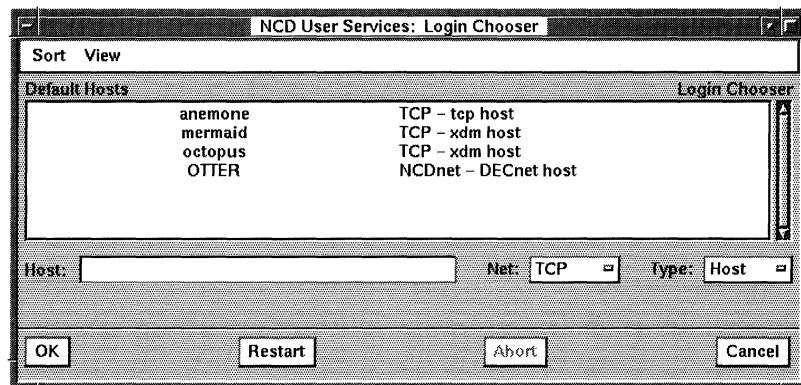 NCD User Services: Login Chooser
Sort View
Default Hosts Login Chooser
anemone TCP – tcp host
mermaid TCP – xdm host
octopus TCP – xdm host
OTTER NCDnet – DECnet host
Host: Net: TCP Type: Host
OK Restart Abort Cancel